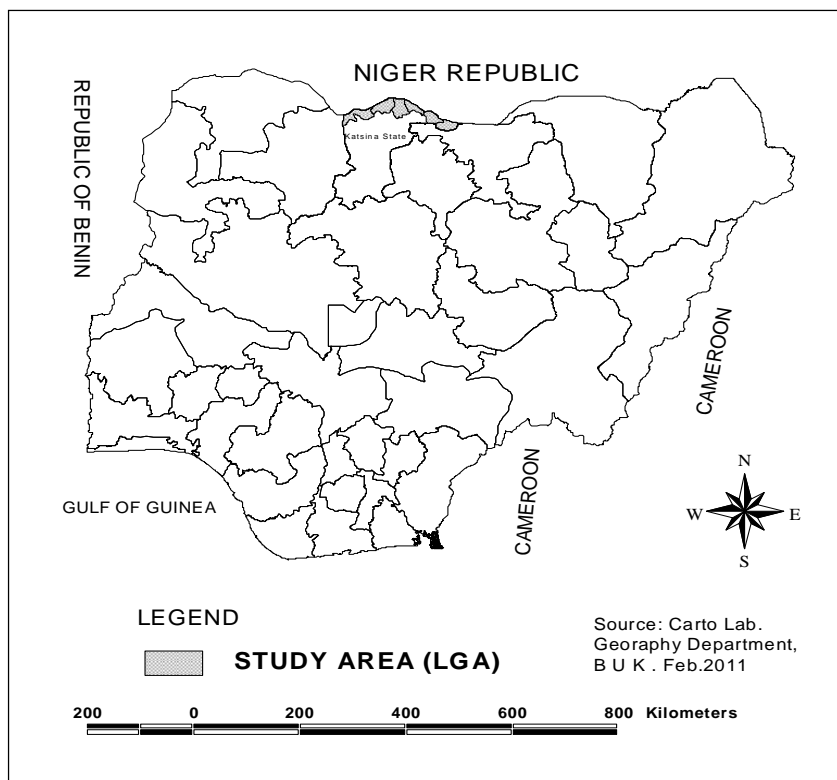 NIGER REPUBLIC
REPUBLIC OF BENIN
Katsina State
CAMEROON
CAMEROON
GULF OF GUINEA
N
W E
S
LEGEND
STUDY AREA (LGA)
Source: Carto Lab.
Georaphy Department,
B U K . Feb.2011
200 0 200 400 600 800 Kilometers